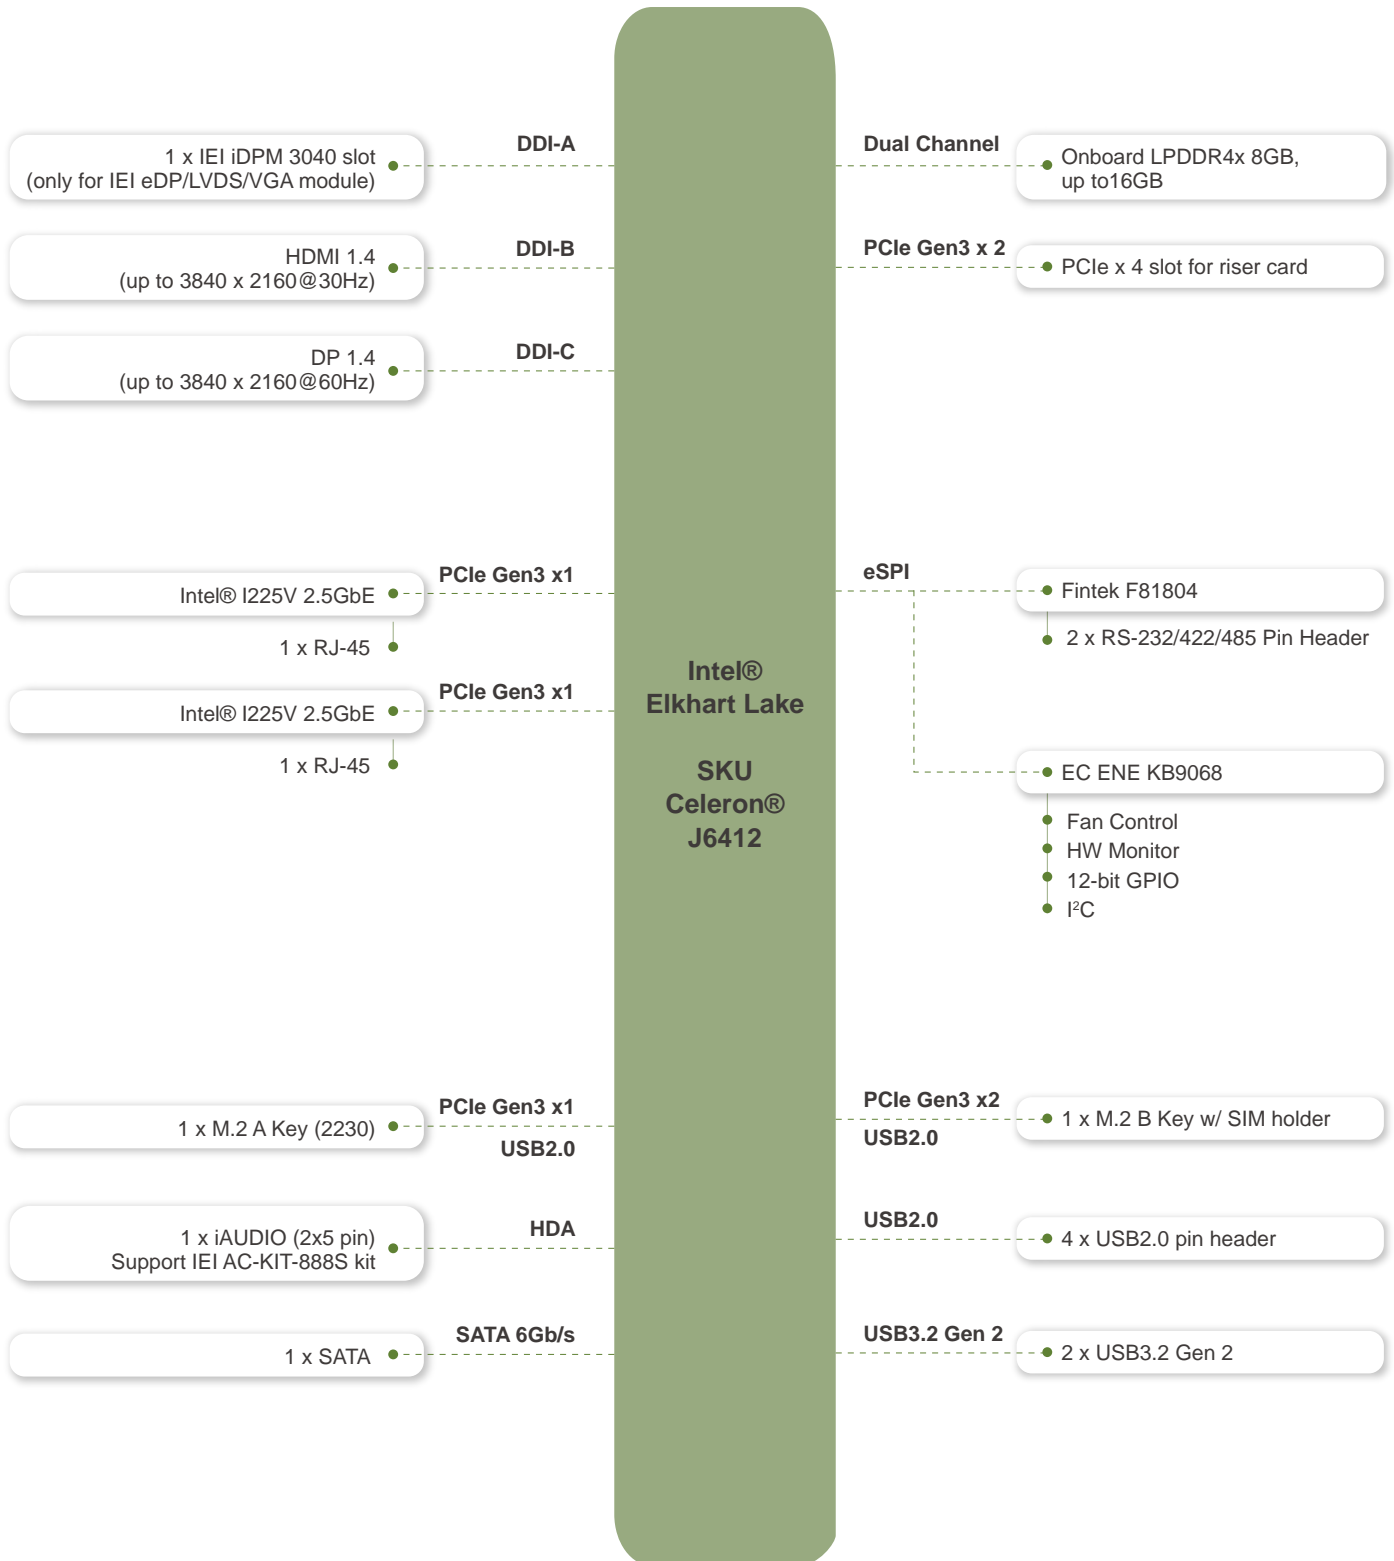 DDI-A
1 x IEI iDPM 3040 slot
(only for IEI eDP/LVDS/VGA module)
DDI-B
HDMI 1.4
(up to 3840 x 2160@30Hz)
DDI-C
DP 1.4
(up to 3840 x 2160@60Hz)
PCIe Gen3 x1
Intel® I225V 2.5GbE
1 x RJ-45
PCIe Gen3 x1
Intel® I225V 2.5GbE
1 x RJ-45
PCIe Gen3 x1
1 x M.2 A Key (2230)
USB2.0
HDA
1 x iAUDIO (2x5 pin)
Support IEI AC-KIT-888S kit
SATA 6Gb/s
1 x SATA
Intel®
Elkhart Lake
SKU
Celeron®
J6412
Dual Channel
Onboard LPDDR4x 8GB,
up to16GB
PCIe Gen3 x 2
PCIe x 4 slot for riser card
eSPI
Fintek F81804
2 x RS-232/422/485 Pin Header
EC ENE KB9068
Fan Control
HW Monitor
12-bit GPIO
I²C
PCIe Gen3 x2
1 x M.2 B Key w/ SIM holder
USB2.0
USB2.0
4 x USB2.0 pin header
USB3.2 Gen 2
2 x USB3.2 Gen 2